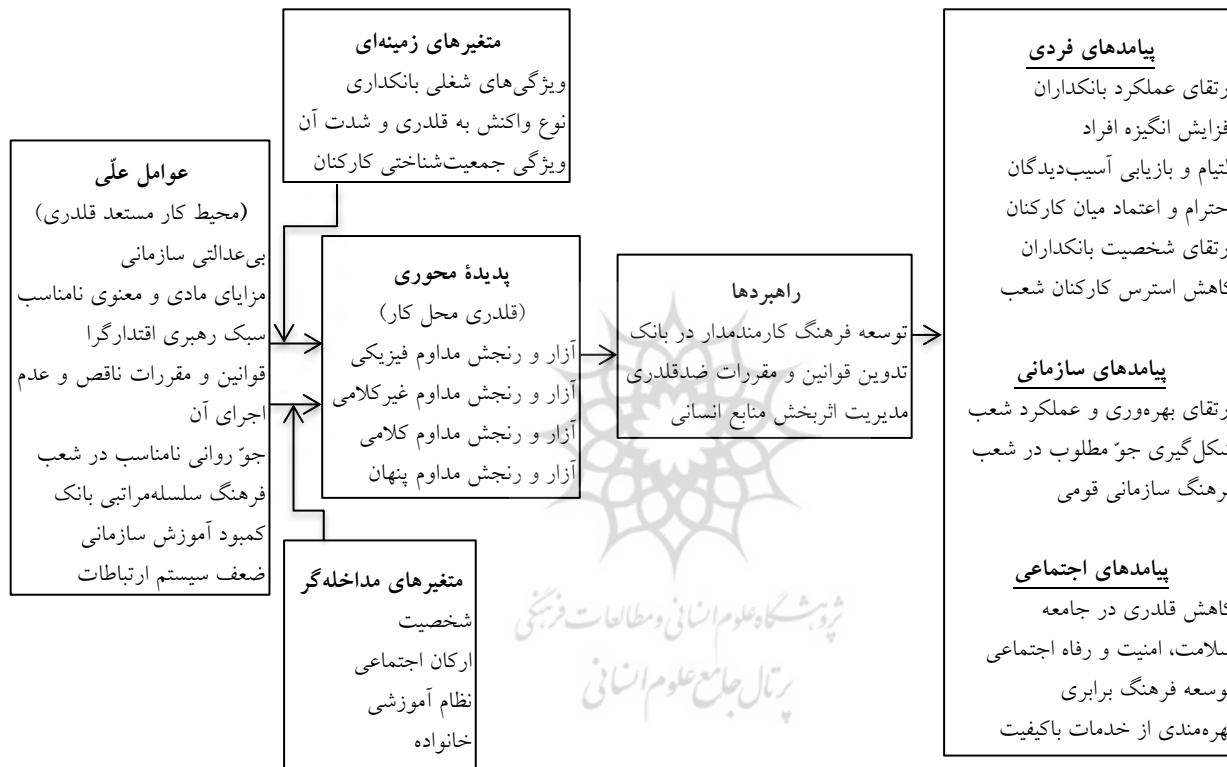 متغیرهای زمینه‌ای
ویژگی‌های شغلی بانکداری
نوع واکنش به قلدری و شدت آن
ویژگی جمعیت‌شناختی کارکنان
عوامل علّی
(محیط کار مستعد قلدری)
بی‌عدالتی سازمانی
مزایای مادی و معنوی نامناسب
سبک رهبری اقتدارگرا
قوانین و مقررات ناقص و عدم
اجرای آن
جوّ روانی نامناسب در شعب
فرهنگ سلسله‌مراتبی بانک
کمبود آموزش سازمانی
ضعف سیستم ارتباطات
پدیدۀ محوری
(قلدری محل کار)
آزار و رنجش مداوم فیزیکی
آزار و رنجش مداوم غیرکلامی
آزار و رنجش مداوم کلامی
آزار و رنجش مداوم پنهان
متغیرهای مداخله‌گر
شخصیت
ارکان اجتماعی
نظام آموزشی
خانواده
راهبردها
توسعه فرهنگ کارمندمدار در بانک
تدوین قوانین و مقررات ضدقلدری
مدیریت اثربخش منابع انسانی
پیامدهای فردی
رتقای عملکرد بانکداران
فزایش انگیزه افراد
لتیام و بازیابی آسیب‌دیدگان
حترام و اعتماد میان کارکنان
رتقای شخصیت بانکداران
کاهش استرس کارکنان شعب
پیامدهای سازمانی
رتقای بهره‌وری و عملکرد شعب
شکل‌گیری جوّ مطلوب در شعب
فرهنگ سازمانی قومی
پیامدهای اجتماعی
کاهش قلدری در جامعه
سلامت، امنیت و رفاه اجتماعی
توسعه فرهنگ برابری
بهره‌مندی از خدمات باکیفیت
پژوهشگاه علوم انسانی و مطالعات فرهنگی
پرتال جامع علوم انسانی